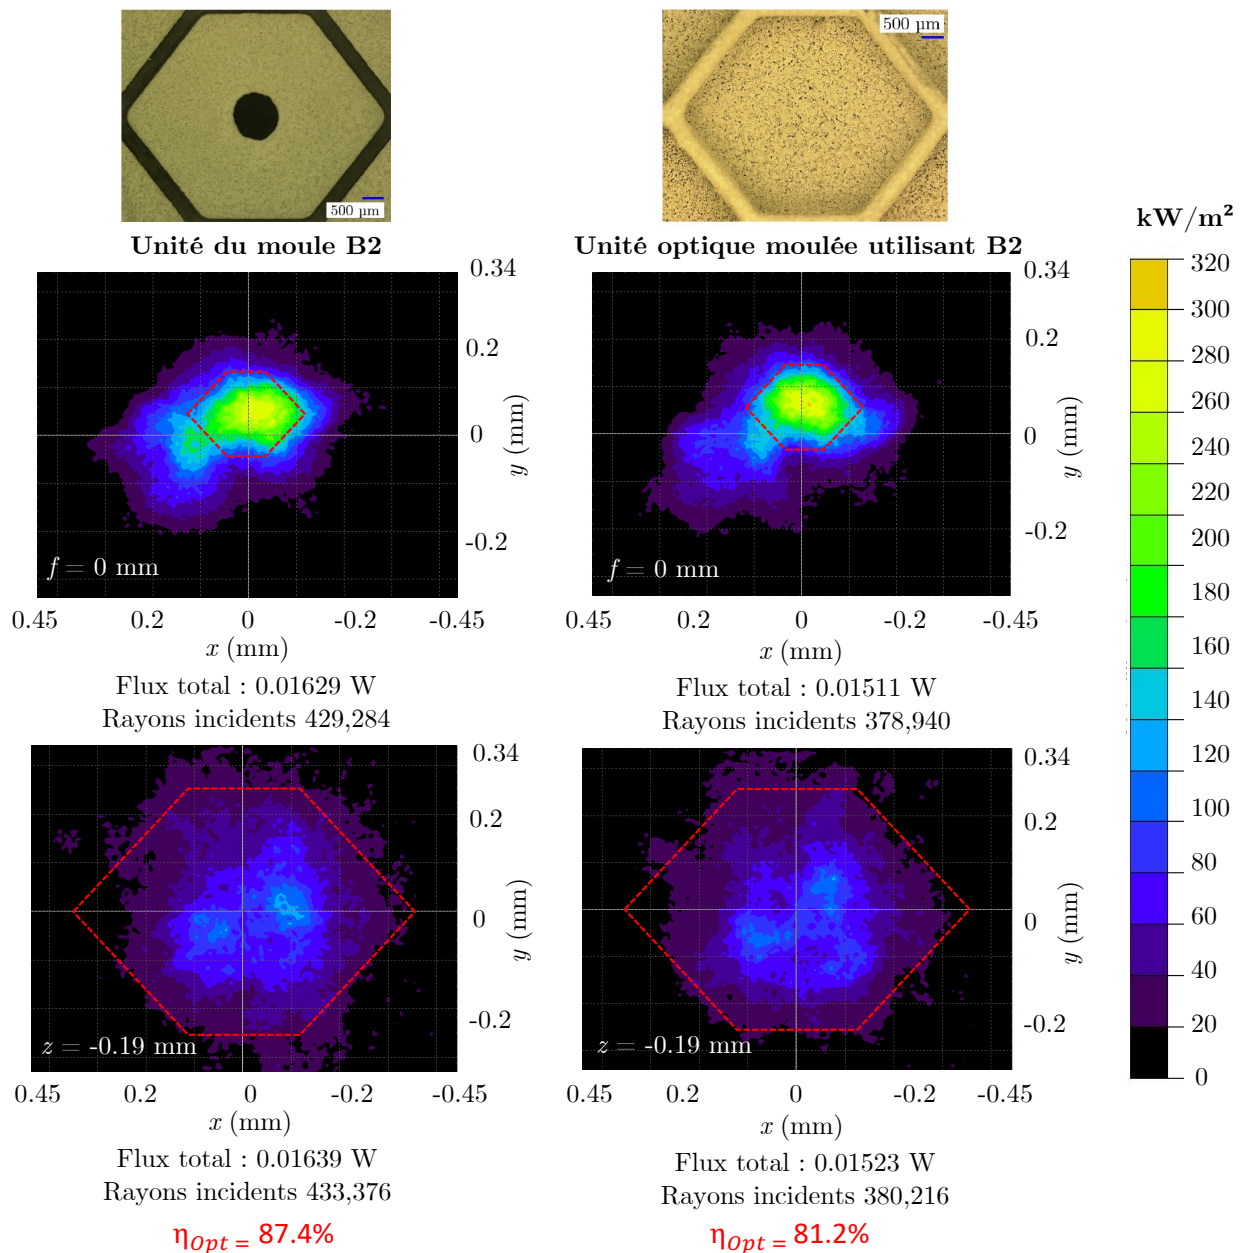 500 µm
500 µm
Unité du moule B2
Unité optique moulée utilisant B2
kW/m²
320
300
280
260
240
220
200
180
160
140
120
100
80
60
40
20
0
0.34
0.2
0
-0.2
y (mm)
f = 0 mm
0.45 0.2 0 -0.2 -0.45
x (mm)
Flux total : 0.01629 W
Rayons incidents 429,284
0.34
0.2
0
-0.2
y (mm)
f = 0 mm
0.45 0.2 0 -0.2 -0.45
x (mm)
Flux total : 0.01511 W
Rayons incidents 378,940
0.34
0.2
0
-0.2
y (mm)
z = -0.19 mm
0.45 0.2 0 -0.2 -0.45
x (mm)
Flux total : 0.01639 W
Rayons incidents 433,376
ηOpt = 87.4%
0.34
0.2
0
-0.2
y (mm)
z = -0.19 mm
0.45 0.2 0 -0.2 -0.45
x (mm)
Flux total : 0.01523 W
Rayons incidents 380,216
ηOpt = 81.2%